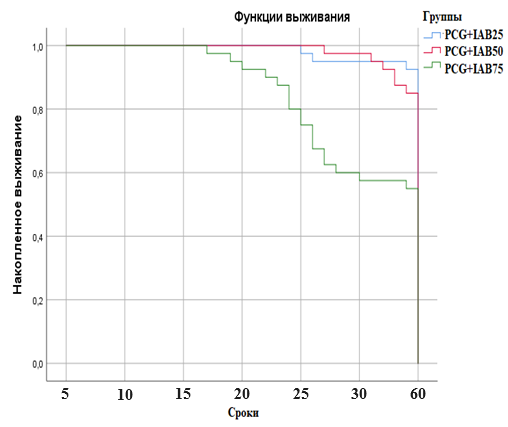 Функции выживания
Группы
PCG+IAB25
PCG+IAB50
PCG+IAB75
Накопленное выживание
1,0
0,8
0,6
0,4
0,2
0,0
5 10 15 20 25 30 60
Сроки